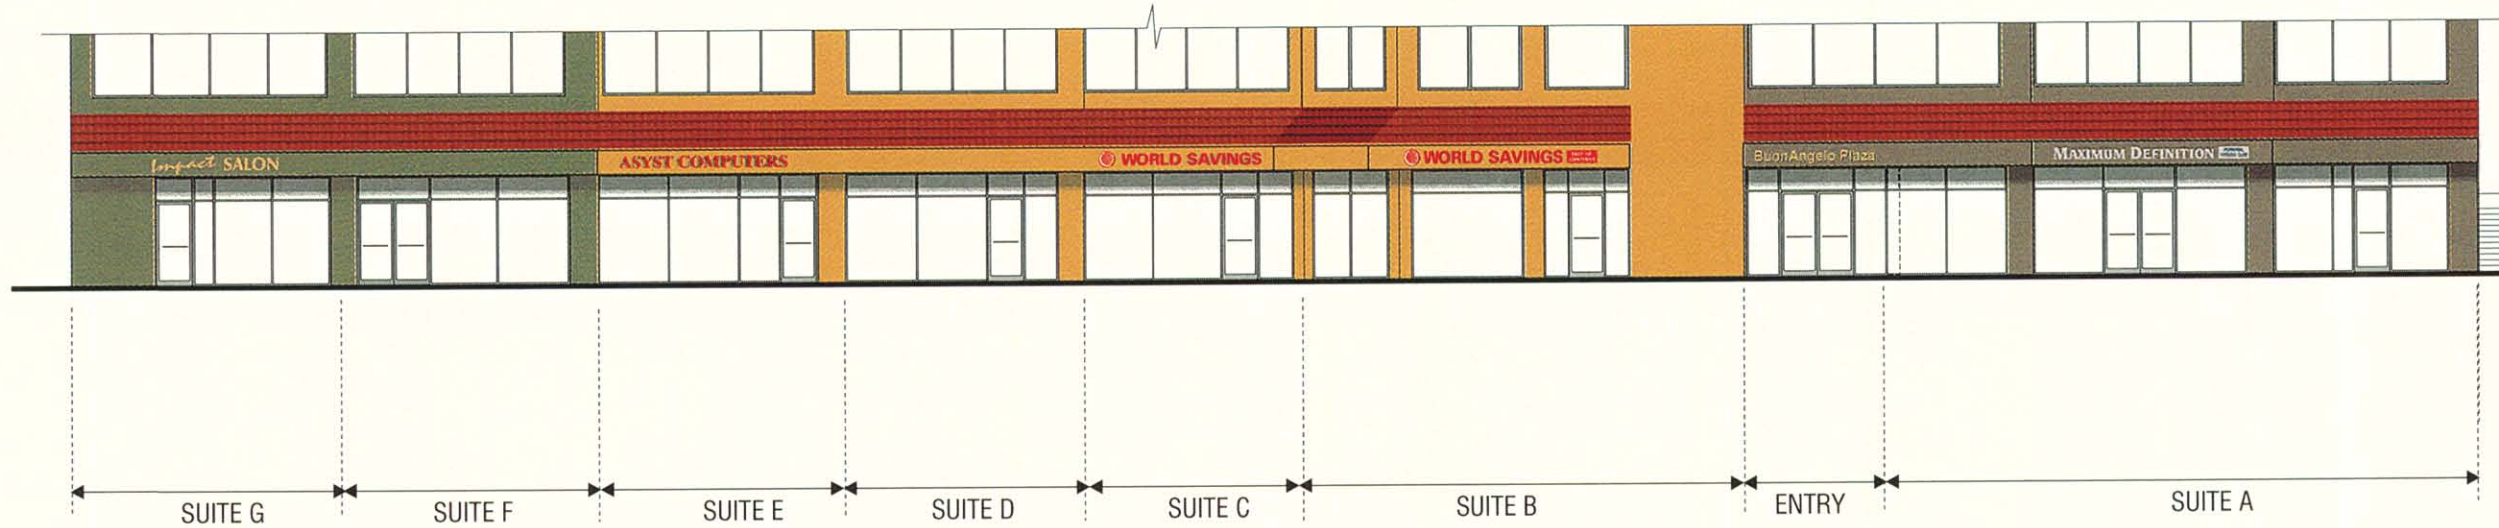 Impact SALON
ASYST COMPUTERS
WORLD SAVINGS
WORLD SAVINGS
BuonAngelo Plaza
MAXIMUM DEFINITION
SUITE G
SUITE F
SUITE E
SUITE D
SUITE C
SUITE B
ENTRY
SUITE A